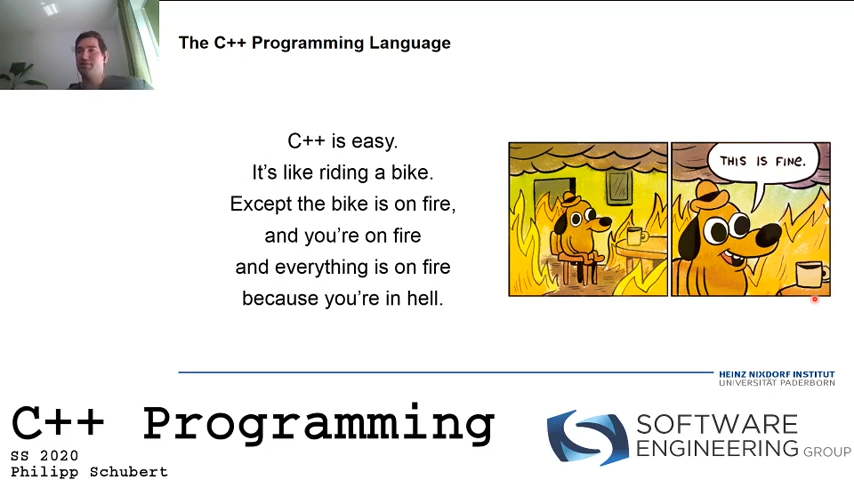 The C++ Programming Language
C++ is easy.
It's like riding a bike.
Except the bike is on fire,
and you're on fire
and everything is on fire
because you're in hell.
THIS IS FINE.
HEINZ NIXDORF INSTITUT
UNIVERSITÄT PADERBORN
C++ Programming
SS 2020
Philipp Schubert
SOFTWARE
ENGINEERING GROUP